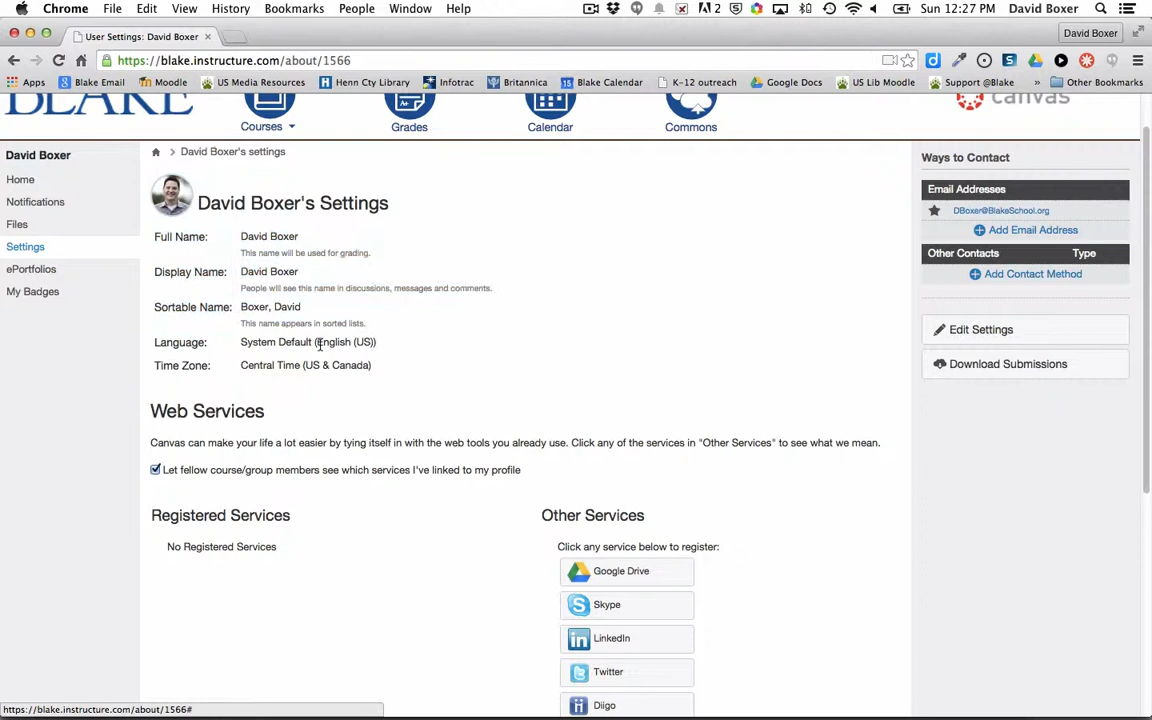 Chrome File Edit View History Bookmarks People Window Help 2 Sun 12:27 PM David Boxer
User Settings: David Boxer David Boxer
https://blake.instructure.com/about/1566
Apps Blake Email Moodle US Media Resources Henn Cty Library Infotrac Britannica Blake Calendar K-12 outreach Google Docs US Lib Moodle Support @Blake » Other Bookmarks
BLAKE canvas
Courses Grades Calendar Commons
David Boxer
Home
Notifications
Files
Settings
ePortfolios
My Badges
David Boxer's settings
David Boxer's Settings
Full Name: David Boxer
This name will be used for grading.
Display Name: David Boxer
People will see this name in discussions, messages and comments.
Sortable Name: Boxer, David
This name appears in sorted lists.
Language: System Default (English (US))
Time Zone: Central Time (US & Canada)
Web Services
Canvas can make your life a lot easier by tying itself in with the web tools you already use. Click any of the services in "Other Services" to see what we mean.
Let fellow course/group members see which services I've linked to my profile
Registered Services
No Registered Services
Other Services
Click any service below to register:
Google Drive
Skype
LinkedIn
Twitter
Diigo
Ways to Contact
Email Addresses
DBoxer@BlakeSchool.org
Add Email Address
Other Contacts Type
Add Contact Method
Edit Settings
Download Submissions
https://blake.instructure.com/about/1566#